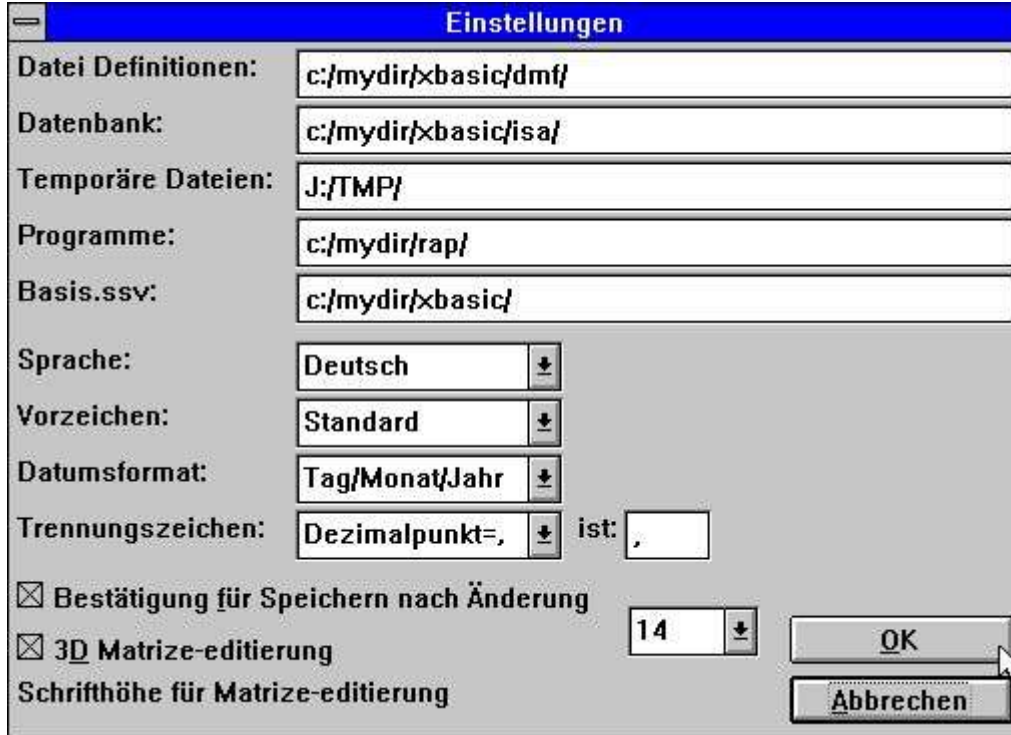 Einstellungen
Datei Definitionen: c:/mydir/xbasic/dmf/
Datenbank: c:/mydir/xbasic/isa/
Temporäre Dateien: J:/TMP/
Programme: c:/mydir/rap/
Basis.ssv: c:/mydir/xbasic/
Sprache: Deutsch
Vorzeichen: Standard
Datumsformat: Tag/Monat/Jahr
Trennungszeichen: Dezimalpunkt=, ist: ,
Bestätigung für Speichern nach Änderung
14
3D Matrize-editierung
OK
Schrifthöhe für Matrize-editierung
Abbrechen